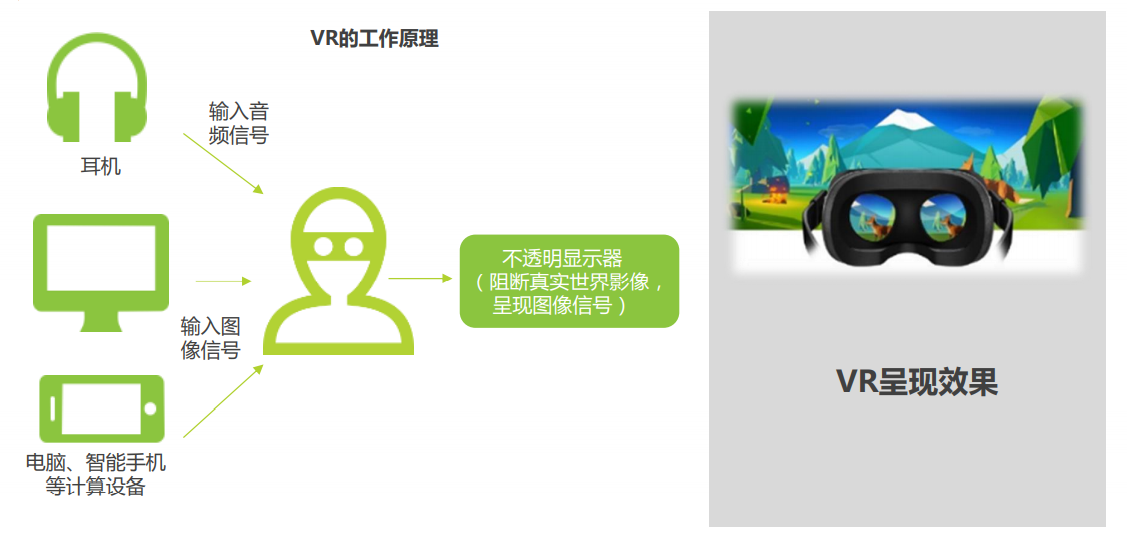 VR的工作原理
输入音
频信号
耳机
输入图
像信号
电脑、智能手机
等计算设备
不透明显示器
（阻断真实世界影像，
呈现图像信号）
VR呈现效果